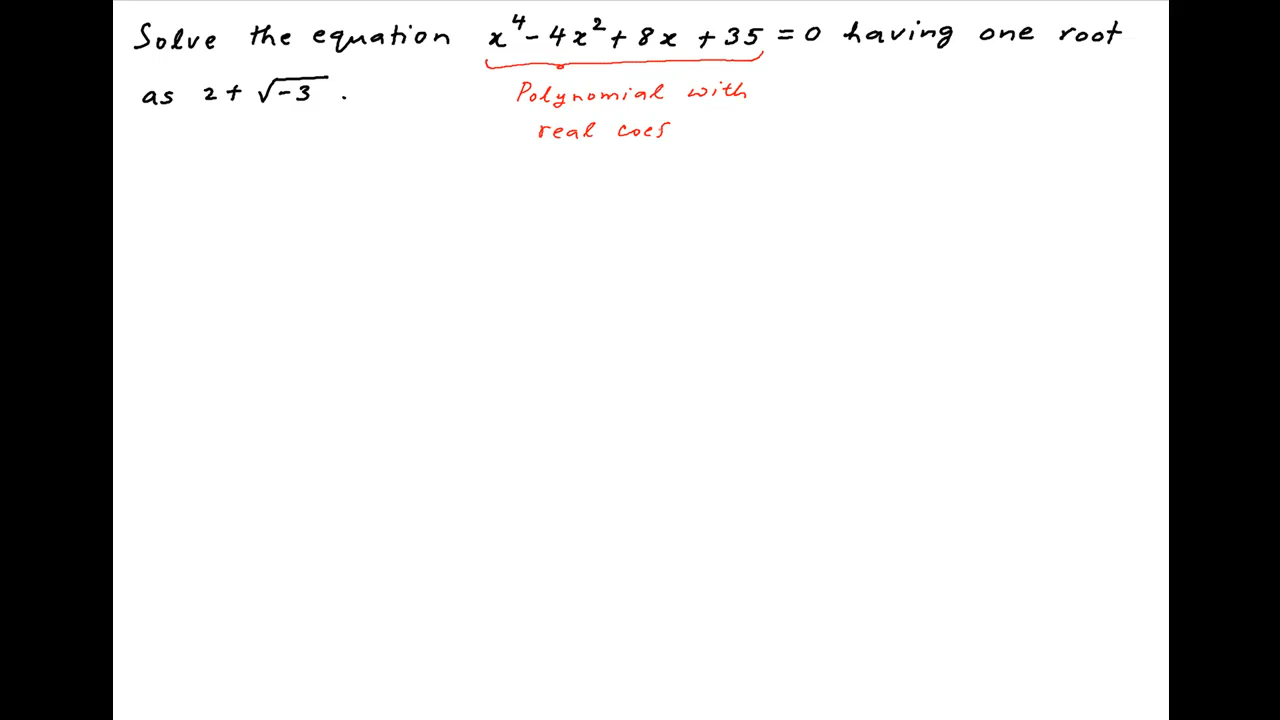 Solve the equation x⁴ - 4x² + 8x + 35 = 0 having one root
as 2 + √-3 .
Polynomial with
real coes